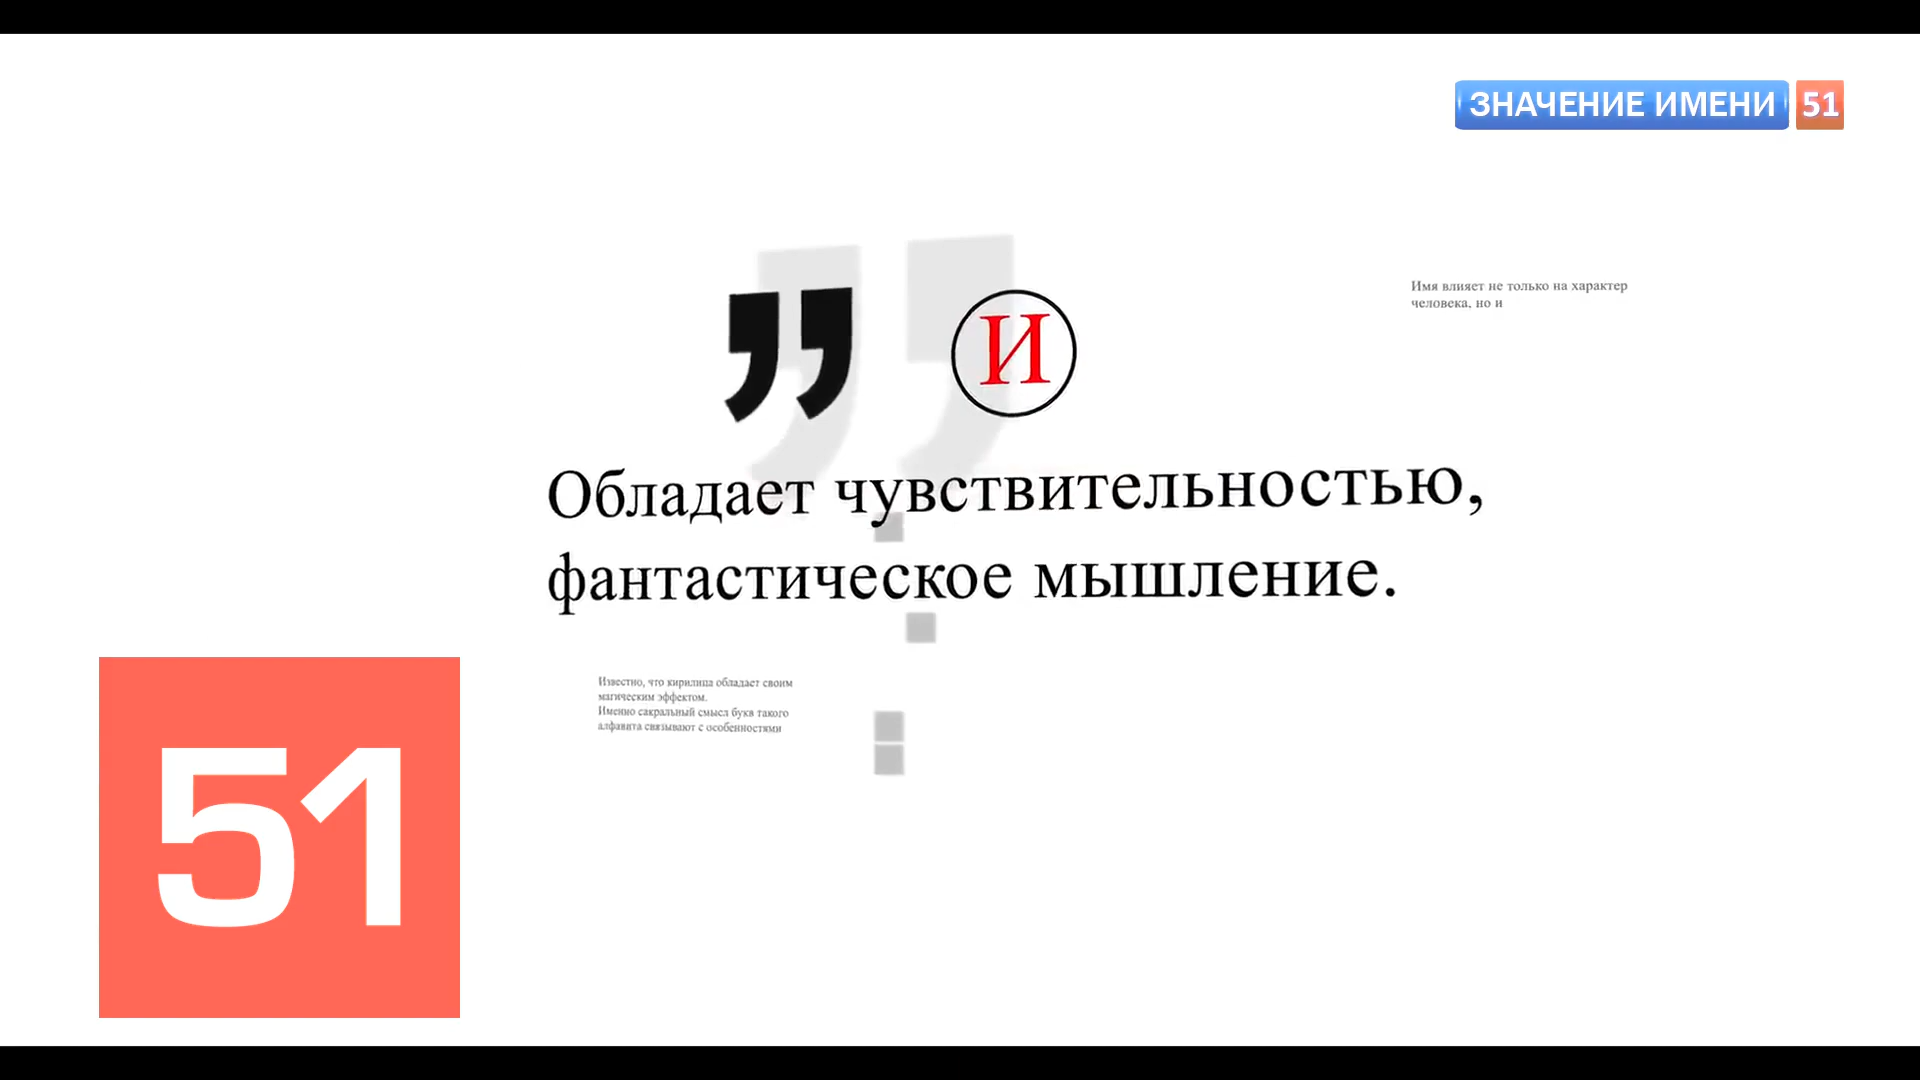 ЗНАЧЕНИЕ ИМЕНИ 51
Имя влияет не только на характер
человека, но и
И
Обладает чувствительностью,
фантастическое мышление.
Известно, что кирилица обладает своим
магическим эффектом.
Именно сакральный смысл букв такого
алфавита связывают с особенностями
51